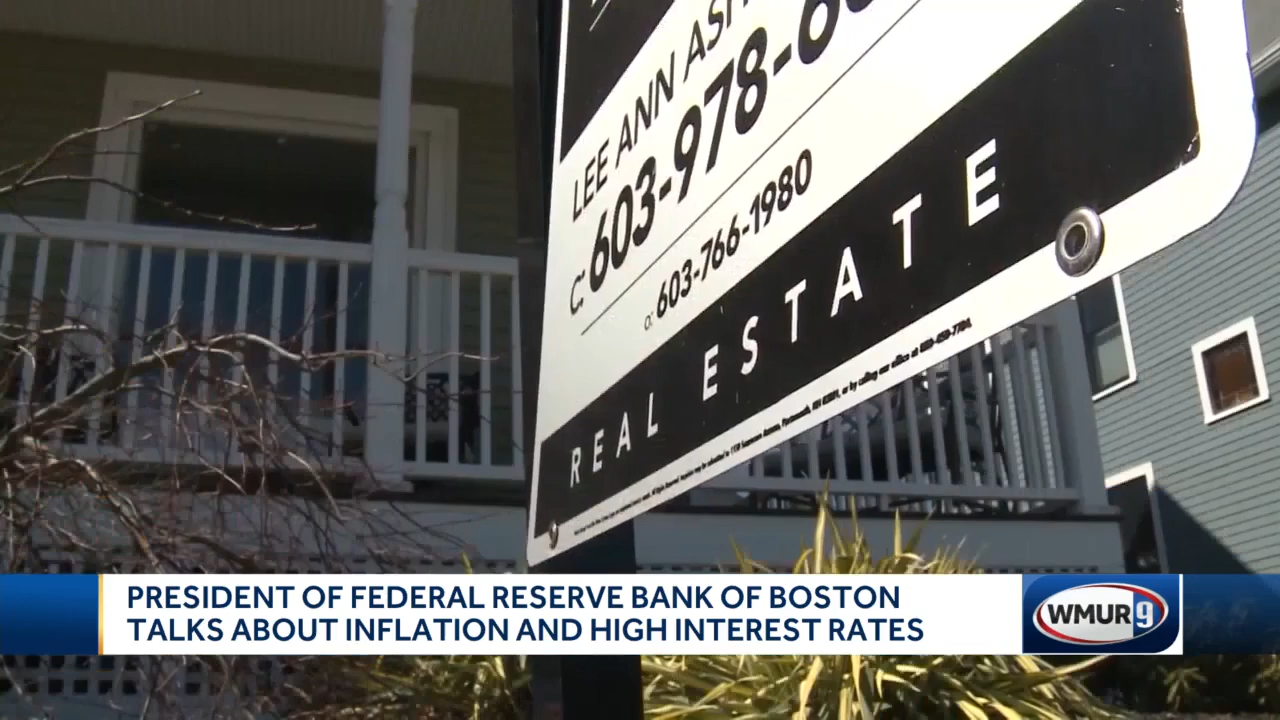 LEE ANN
C: 603-978-
O: 603-766-1980
REAL ESTATE
PRESIDENT OF FEDERAL RESERVE BANK OF BOSTON
TALKS ABOUT INFLATION AND HIGH INTEREST RATES
WMUR 9